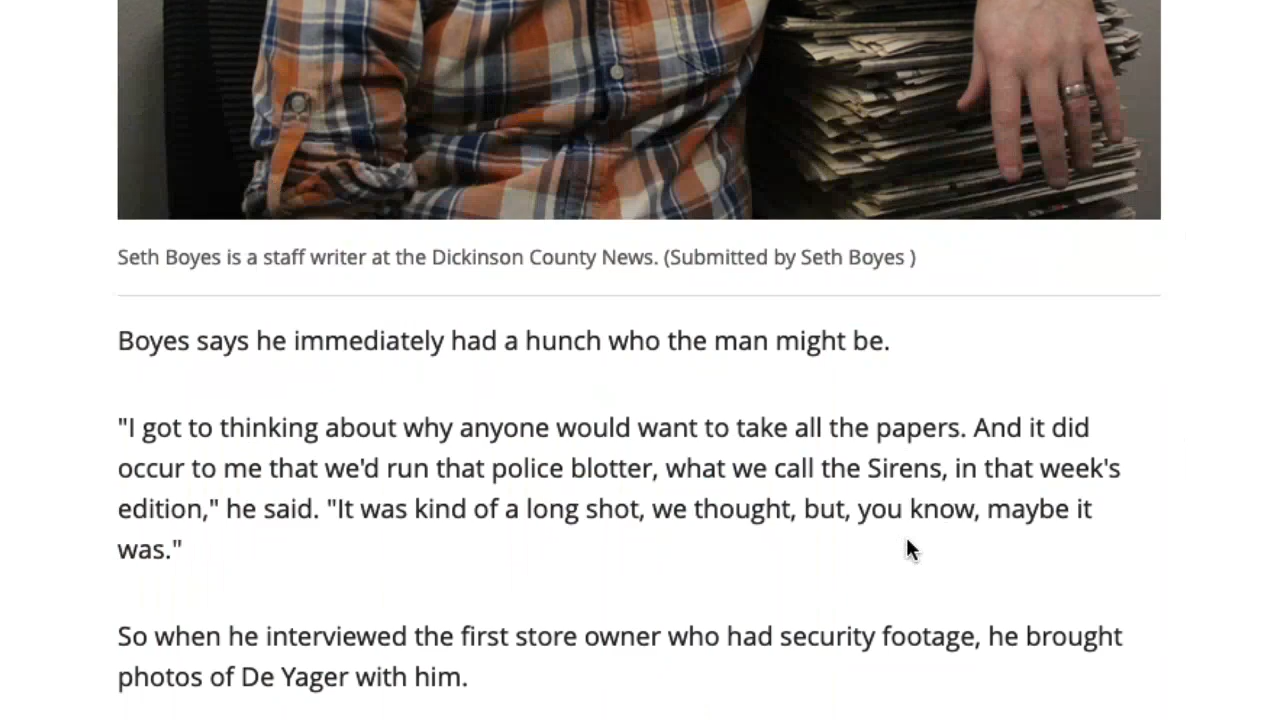 Seth Boyes is a staff writer at the Dickinson County News. (Submitted by Seth Boyes )
Boyes says he immediately had a hunch who the man might be.
"I got to thinking about why anyone would want to take all the papers. And it did
occur to me that we'd run that police blotter, what we call the Sirens, in that week's
edition," he said. "It was kind of a long shot, we thought, but, you know, maybe it
was."
So when he interviewed the first store owner who had security footage, he brought
photos of De Yager with him.